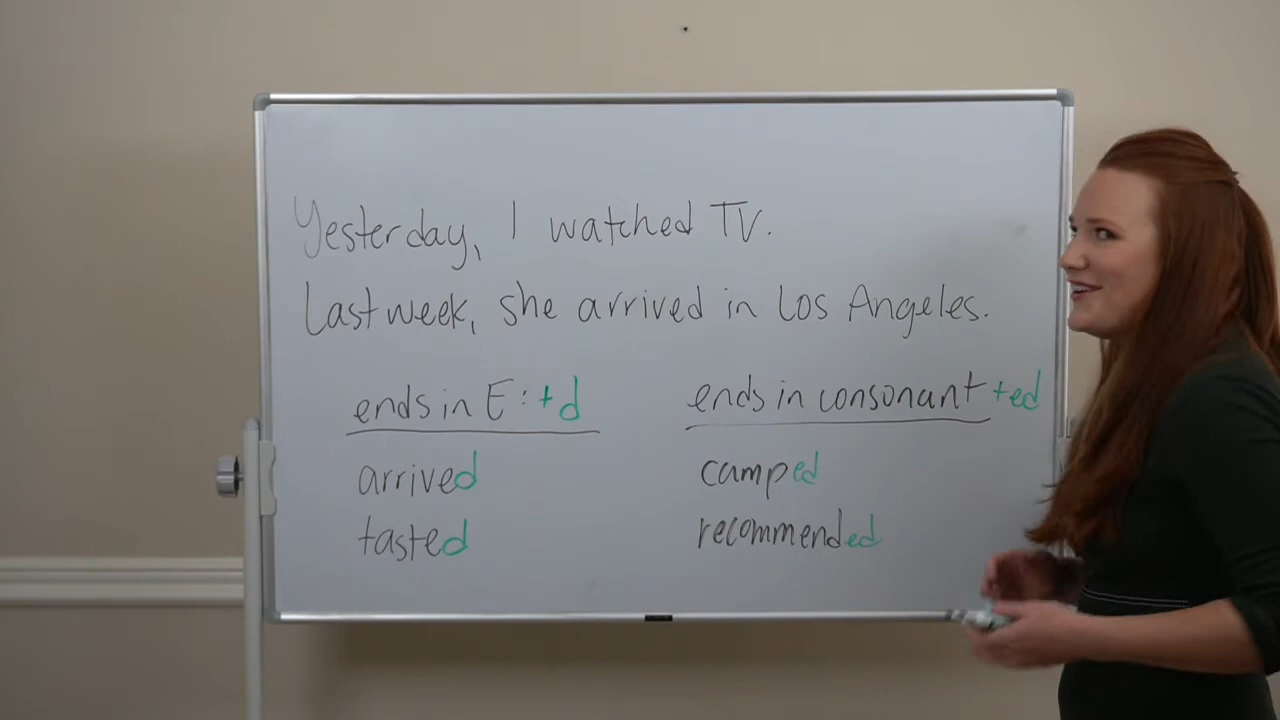 Yesterday, I watched TV.
Last week, she arrived in Los Angeles.
ends in E: +d
arrived
tasted
ends in consonant +ed
camped
recommended